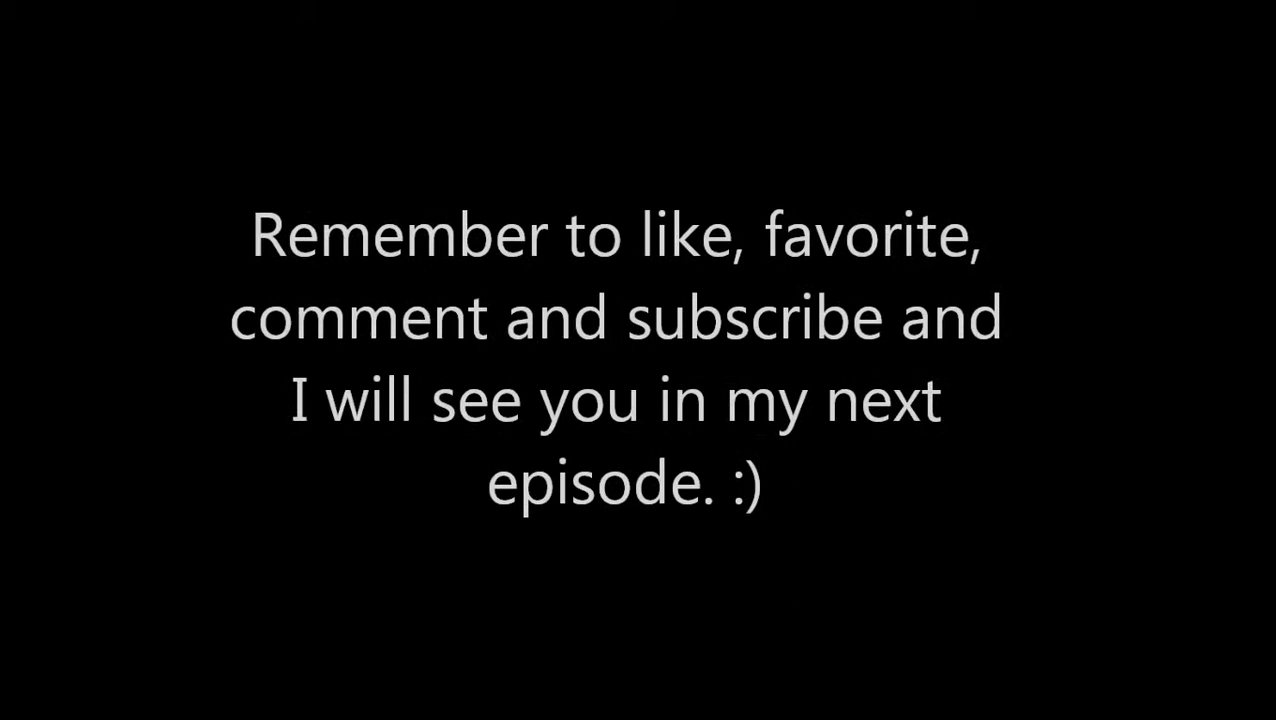 Remember to like, favorite,
comment and subscribe and
I will see you in my next
episode. :)